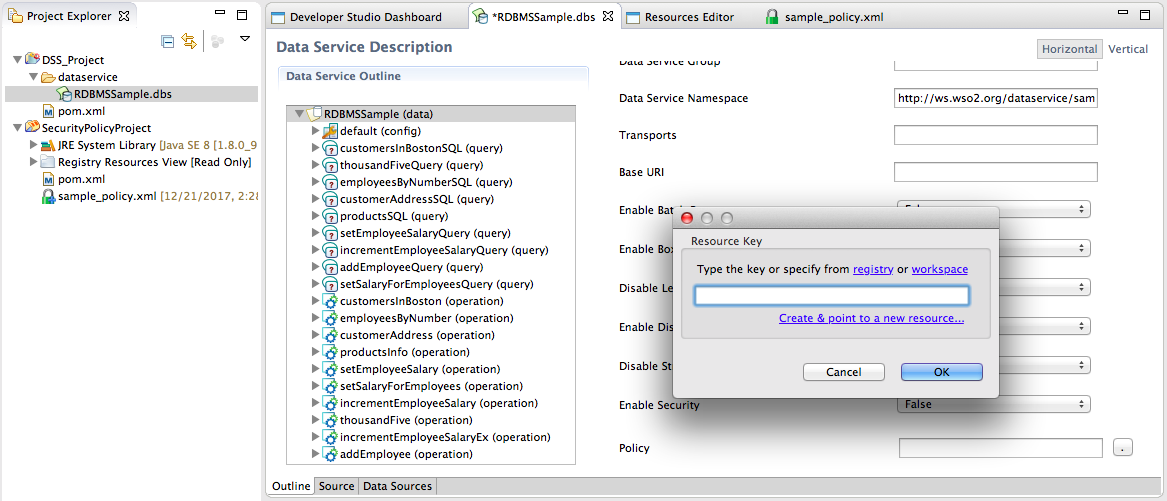 Project Explorer
DSS_Project
dataservice
RDBMSSample.dbs
pom.xml
SecurityPolicyProject
JRE System Library [Java SE 8 [1.8.0_9
Registry Resources View [Read Only]
pom.xml
sample_policy.xml [12/21/2017, 2:28
Developer Studio Dashboard
*RDBMSSample.dbs
Resources Editor
sample_policy.xml
Data Service Description
Horizontal
Vertical
Data Service Outline
RDBMSSample (data)
default (config)
customersInBostonSQL (query)
thousandFiveQuery (query)
employeesByNumberSQL (query)
customerAddressSQL (query)
productsSQL (query)
setEmployeeSalaryQuery (query)
incrementEmployeeSalaryQuery (query)
addEmployeeQuery (query)
setSalaryForEmployeesQuery (query)
customersInBoston (operation)
employeesByNumber (operation)
customerAddress (operation)
productsInfo (operation)
setEmployeeSalary (operation)
setSalaryForEmployees (operation)
incrementEmployeeSalary (operation)
thousandFive (operation)
incrementEmployeeSalaryEx (operation)
addEmployee (operation)
Data Service Group
Data Service Namespace
http://ws.wso2.org/dataservice/sam
Transports
Base URI
Enable Batch
Enable Box
Disable Le
Enable Dis
Disable St
Enable Security
False
Policy
.
Resource Key
Type the key or specify from registry or workspace
Create & point to a new resource...
Cancel
OK
Outline
Source
Data Sources